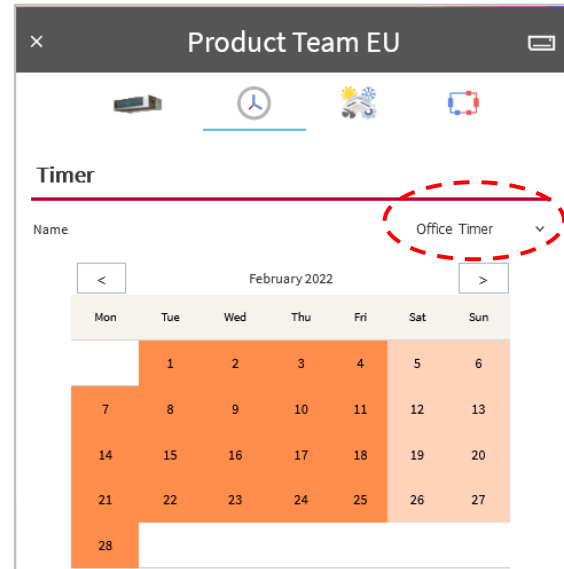 × Product Team EU
Timer
Name Office Timer
< February 2022 >
Mon Tue Wed Thu Fri Sat Sun
1 2 3 4 5 6
7 8 9 10 11 12 13
14 15 16 17 18 19 20
21 22 23 24 25 26 27
28